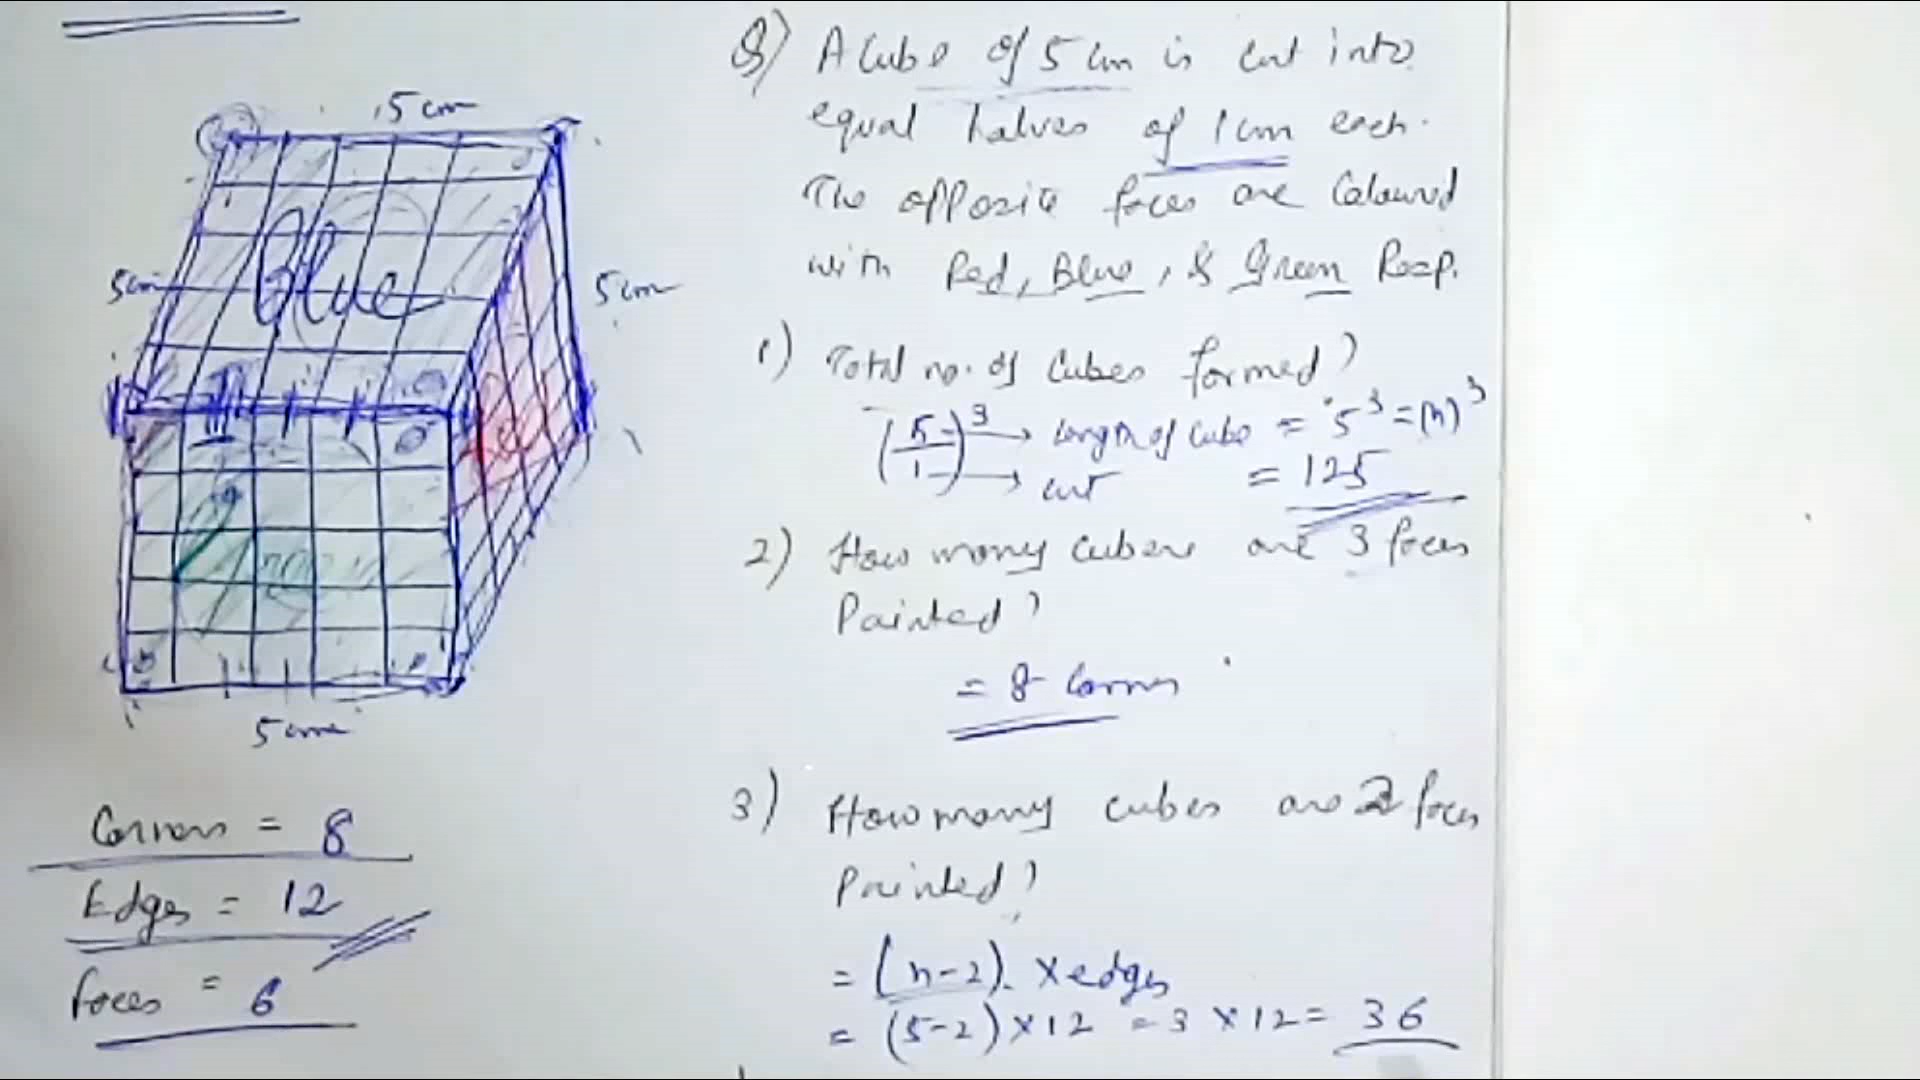 5 cm
5cm
Blue
5cm
5cm
Corners = 8
Edges = 12
faces = 6
Q) A Cube of 5 cm is cut into
equal halves of 1 cm each.
The opposite faces are Coloured
with Red, Blue, & Green Resp.
1) Total no. of Cubes formed?
(5/1)³ → length of cube = 5³ = (n)³
→ cut = 125
2) How many cubes are 3 faces
Painted?
= 8 Corners
3) How many cubes are 2 faces
Painted?
= (n-2) × edges
= (5-2) × 12 = 3 × 12 = 36